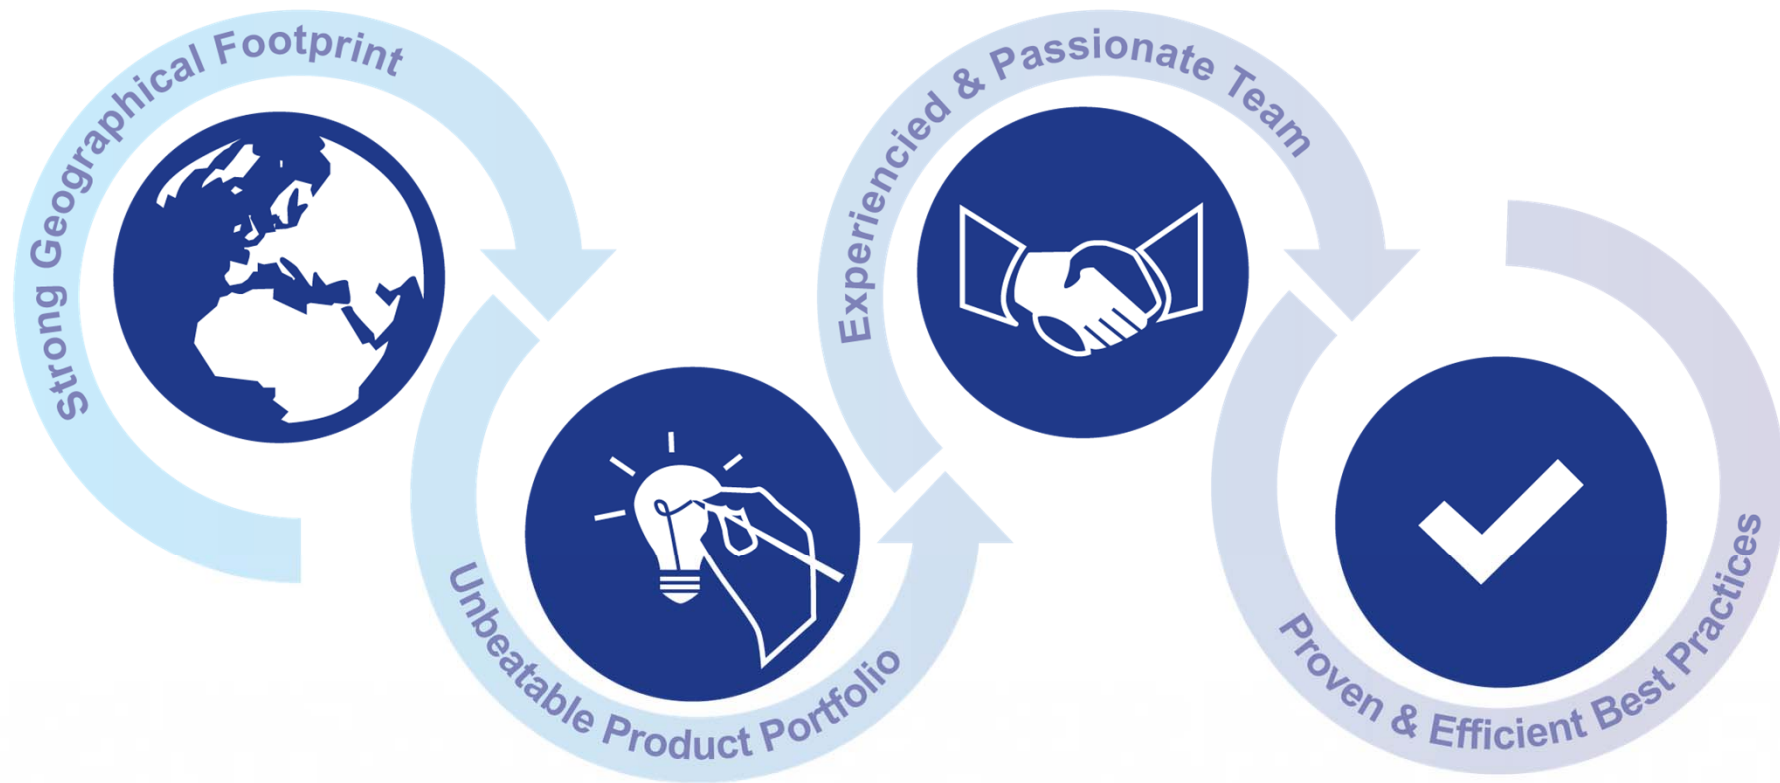 Strong Geographical Footprint
Unbeatable Product Portfolio
Experiencied & Passionate Team
Proven & Efficient Best Practices